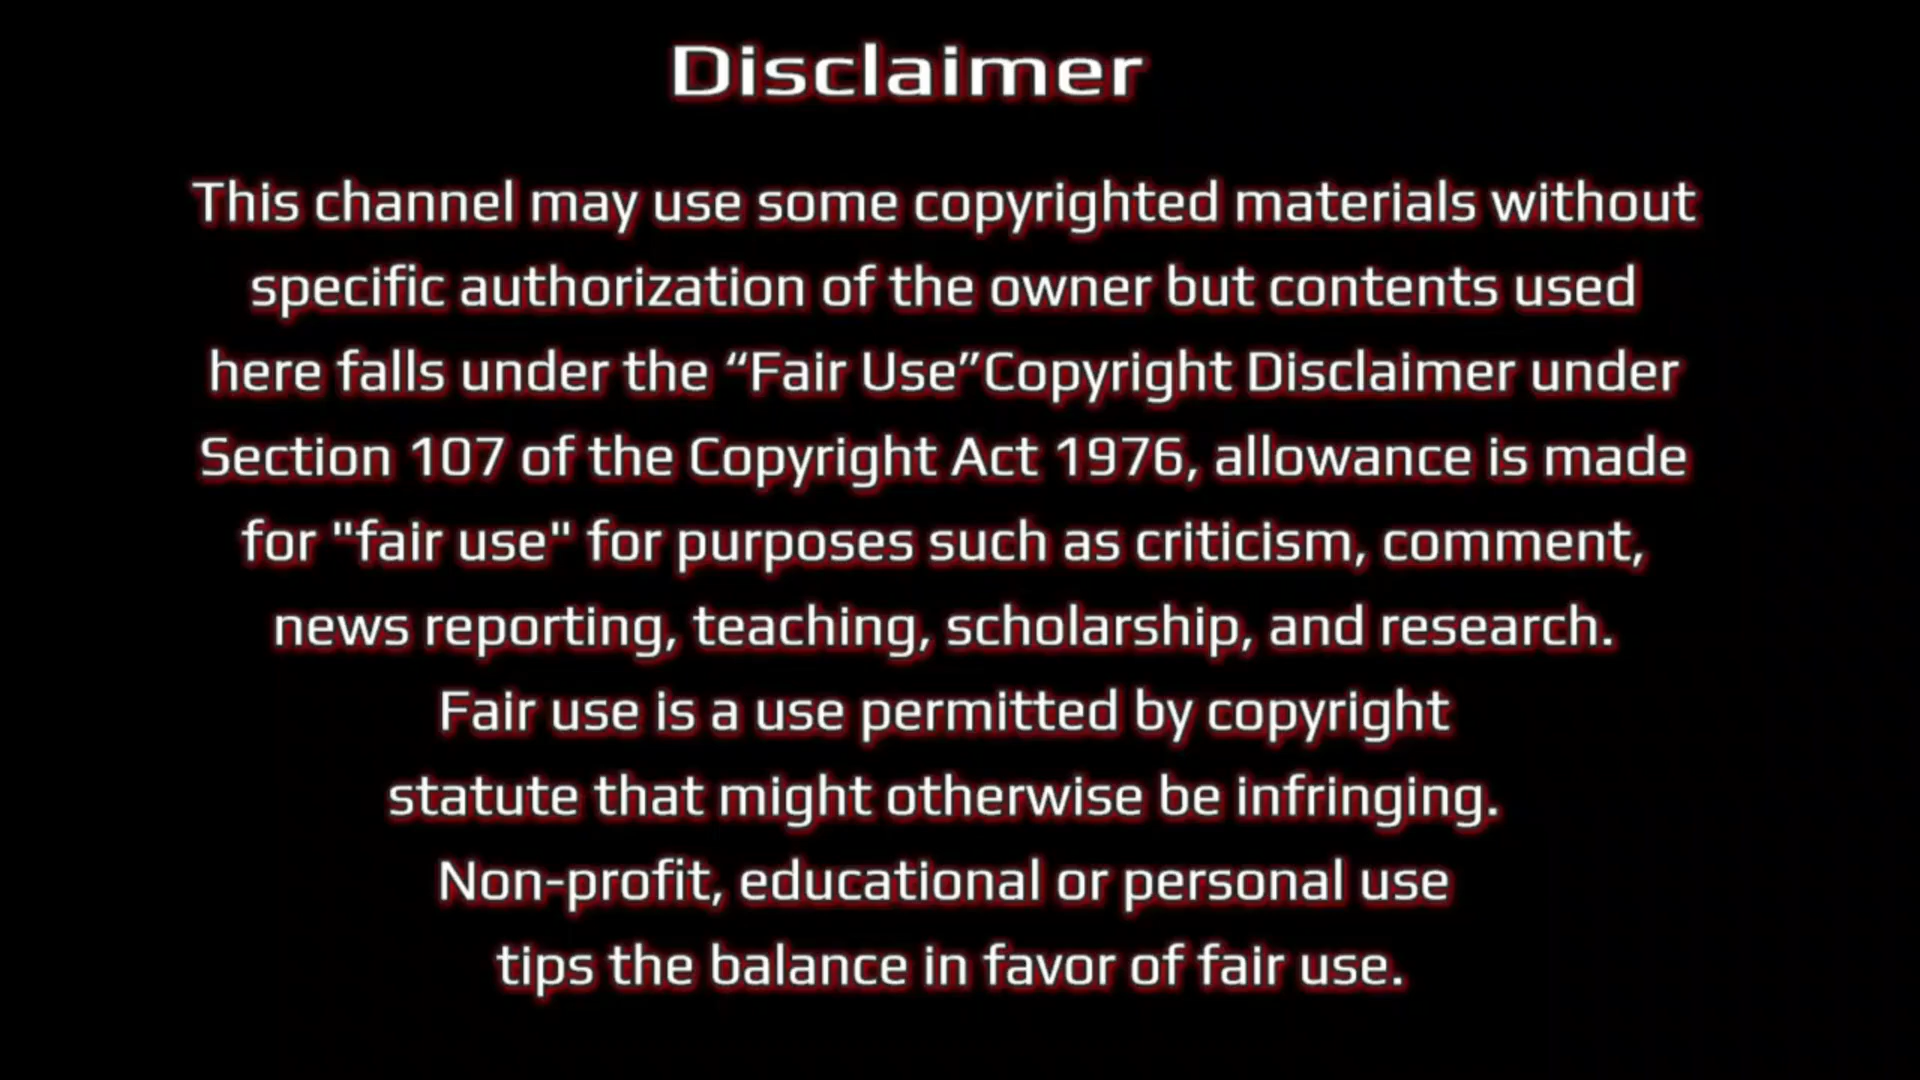 Disclaimer
This channel may use some copyrighted materials without
specific authorization of the owner but contents used
here falls under the “Fair Use”Copyright Disclaimer under
Section 107 of the Copyright Act 1976, allowance is made
for "fair use" for purposes such as criticism, comment,
news reporting, teaching, scholarship, and research.
Fair use is a use permitted by copyright
statute that might otherwise be infringing.
Non-profit, educational or personal use
tips the balance in favor of fair use.